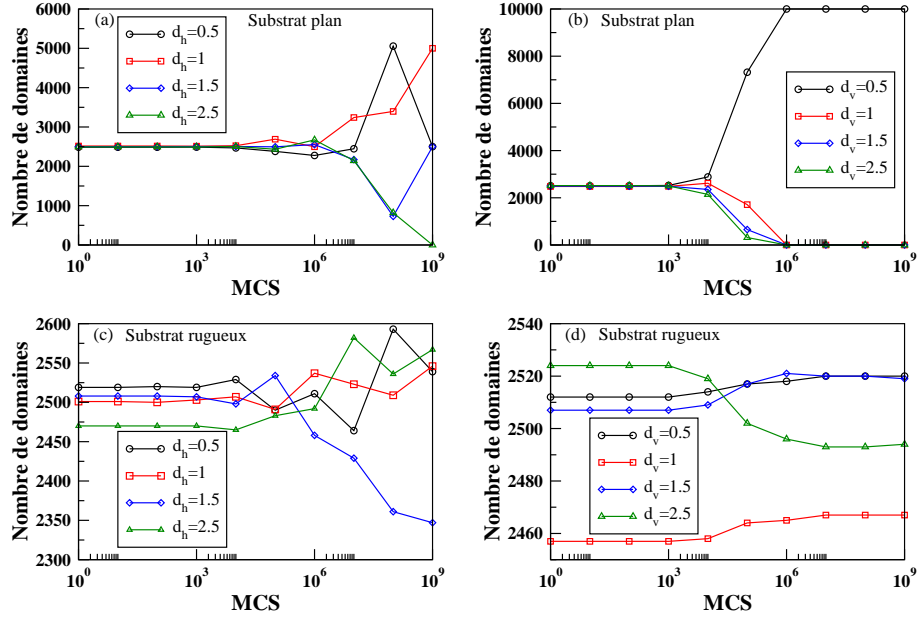 (a) Substrat plan
d_h=0.5
d_h=1
d_h=1.5
d_h=2.5
Nombre de domaines
6000
5000
4000
3000
2000
1000
0
10^0 10^3 10^6 10^9
MCS
(b) Substrat plan
d_v=0.5
d_v=1
d_v=1.5
d_v=2.5
Nombre de domaines
10000
8000
6000
4000
2000
0
10^0 10^3 10^6 10^9
MCS
(c) Substrat rugueux
d_h=0.5
d_h=1
d_h=1.5
d_h=2.5
Nombre de domaines
2600
2550
2500
2450
2400
2350
2300
10^0 10^3 10^6 10^9
MCS
(d) Substrat rugueux
d_v=0.5
d_v=1
d_v=1.5
d_v=2.5
Nombre de domaines
2540
2520
2500
2480
2460
10^0 10^3 10^6 10^9
MCS